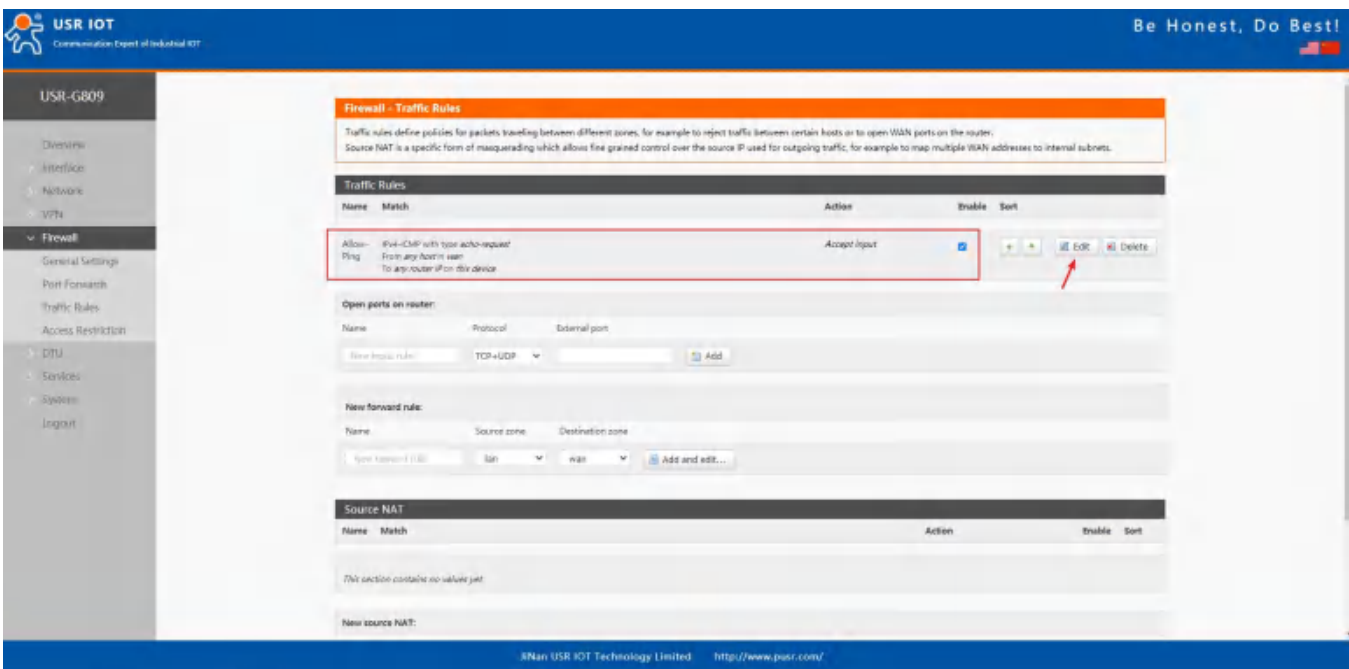 USR IOT
Communication Expert of Industrial IOT
Be Honest, Do Best!
USR-G809
Overview
Interface
Network
VPN
Firewall
General Settings
Port Forwards
Traffic Rules
Access Restriction
DTU
Services
System
Logout
Firewall - Traffic Rules
Traffic rules define policies for packets traveling between different zones, for example to reject traffic between certain hosts or to open WAN ports on the router.
Source NAT is a specific form of masquerading which allows fine grained control over the source IP used for outgoing traffic, for example to map multiple WAN addresses to internal subnets.
Traffic Rules
Name Match Action Enable Sort
Allow- IPv4-ICMP with type echo-request Accept input Edit Delete
Ping From any host in wan
To any router IP on this device
Open ports on router:
Name Protocol External port
New input rule TCP+UDP Add
New forward rule:
Name Source zone Destination zone
New forward rule lan wan Add and edit...
Source NAT
Name Match Action Enable Sort
This section contains no values yet
New source NAT:
JiNan USR IOT Technology Limited http://www.pusr.com/